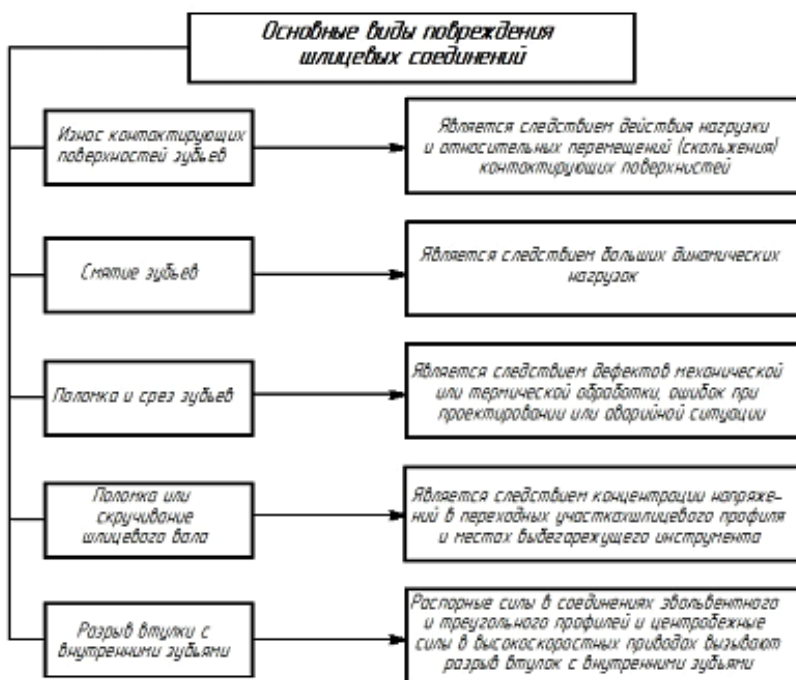 Основные виды повреждения
шлицевых соединений
Износ контактирующих
поверхностей зубьев
Является следствием действия нагрузки
и относительных перемещений (скольжения)
контактирующих поверхнистей
Смятие зубьев
Является следствием больших динамических
нагрузок
Поломка и срез зубьев
Является следствием дефектов механической
или термической обработки, ошибок при
проектировании или аварийной ситуации
Поломка или
скручивание
шлицевого вала
Является следствием концентрации напряже-
ний в переходных участкахшлицевого профиля
и местах выбегарежущего инструмента
Разрыв втулки с
внутренними зубьями
Распорные силы в соединениях эвольвентного
и треугольного профилей и центробежные
силы в высокоскоростных приводах вызывают
разрыв втулок с внутренними зубьями